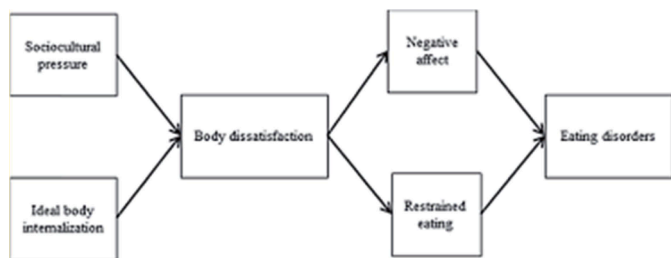 Sociocultural
pressure
Ideal body
internalization
Body dissatisfaction
Negative
affect
Restrained
eating
Eating disorders